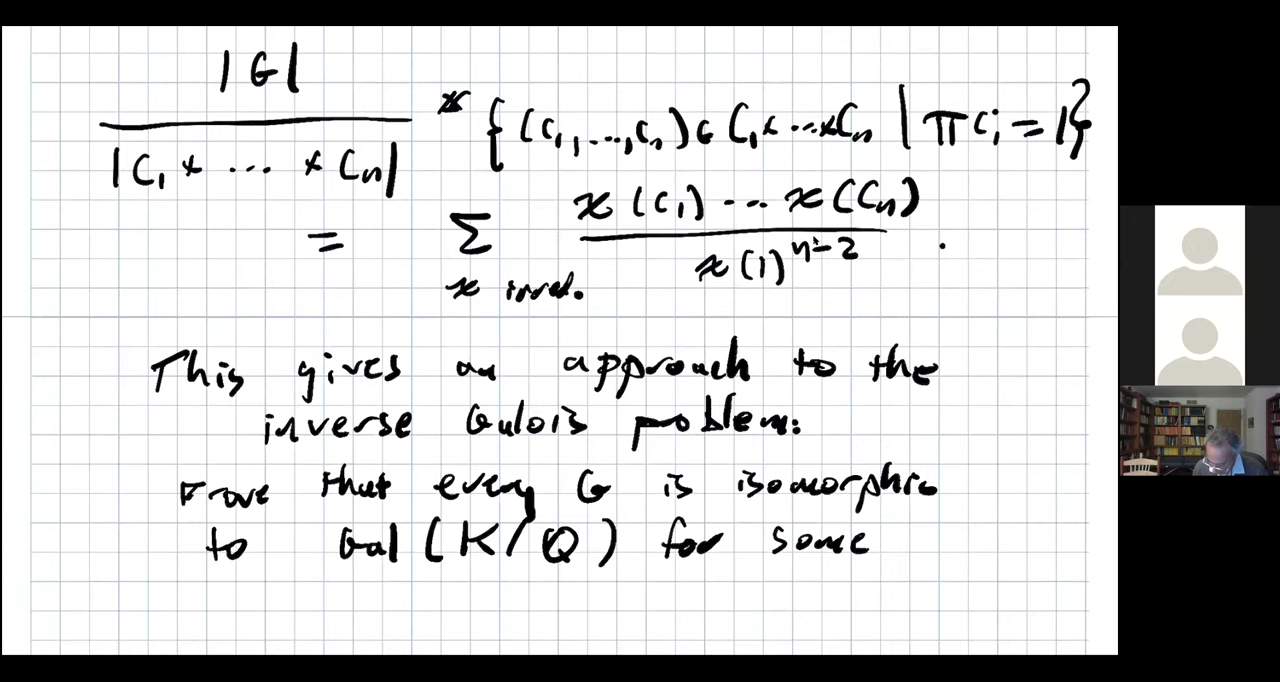 |G|
|C₁ × ... × Cₙ|
# {(c₁, ..., cₙ) ∈ C₁ × ... × Cₙ | πcᵢ = 1}
= Σ χ(C₁) ... χ(Cₙ) / χ(1)ⁿ⁻² .
χ irred.
This gives an approach to the
inverse Galois problem:
Prove that every G is isomorphic
to Gal(K/Q) for some